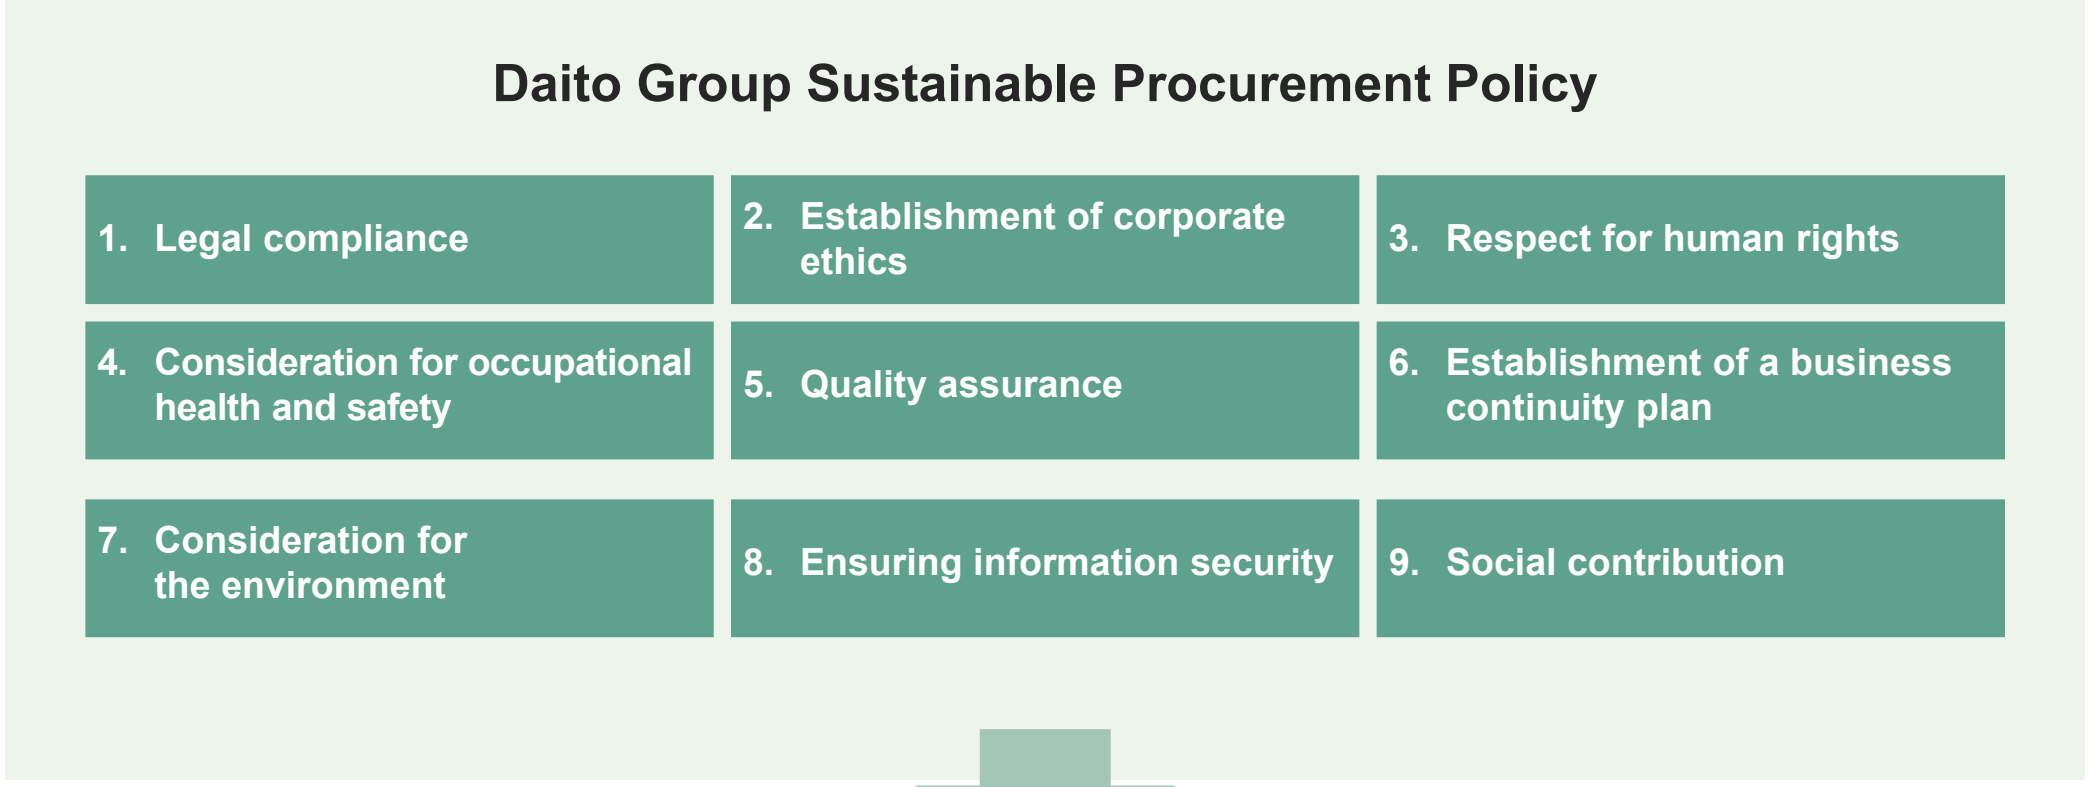 Daito Group Sustainable Procurement Policy
1. Legal compliance
2. Establishment of corporate
ethics
3. Respect for human rights
4. Consideration for occupational
health and safety
5. Quality assurance
6. Establishment of a business
continuity plan
7. Consideration for
the environment
8. Ensuring information security
9. Social contribution